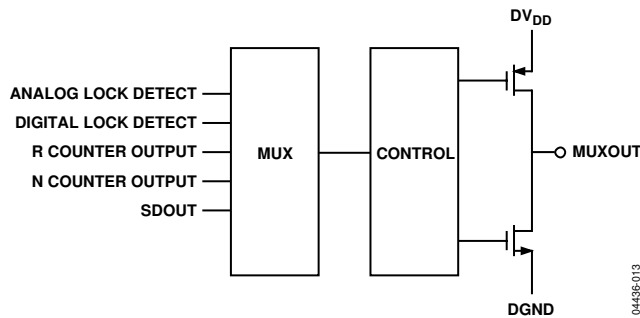 DVDD
ANALOG LOCK DETECT
DIGITAL LOCK DETECT
R COUNTER OUTPUT
N COUNTER OUTPUT
SDOUT
MUX
CONTROL
MUXOUT
DGND
04436-013